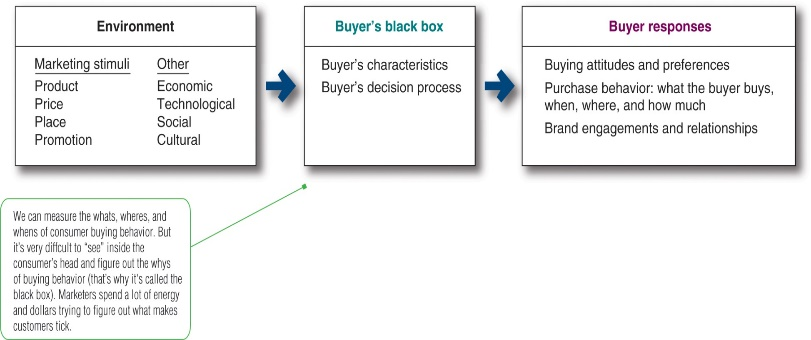 Environment
Marketing stimuli
Product
Price
Place
Promotion
Other
Economic
Technological
Social
Cultural
Buyer's black box
Buyer's characteristics
Buyer's decision process
Buyer responses
Buying attitudes and preferences
Purchase behavior: what the buyer buys,
when, where, and how much
Brand engagements and relationships
We can measure the whats, wheres, and
whens of consumer buying behavior. But
it's very diffcult to "see" inside the
consumer's head and figure out the whys
of buying behavior (that's why it's called the
black box). Marketers spend a lot of energy
and dollars trying to figure out what makes
customers tick.